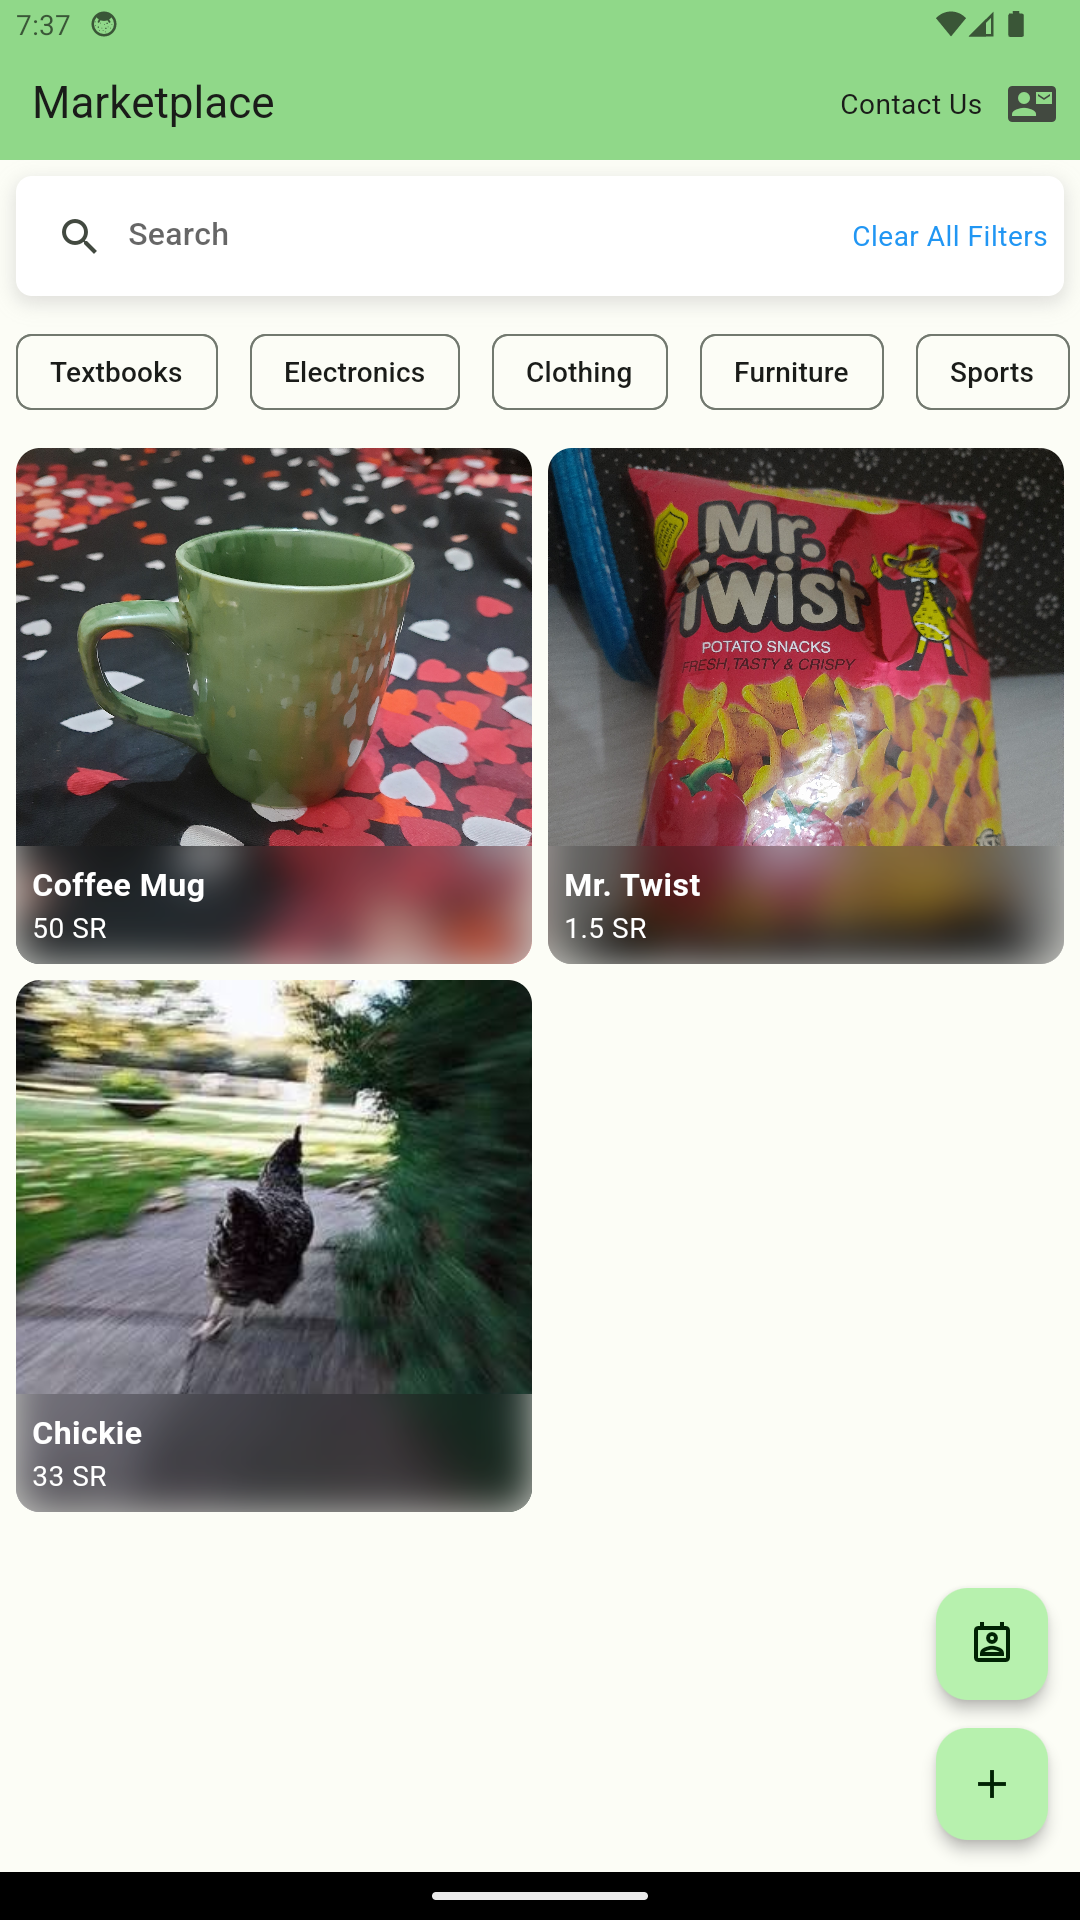 7:37
Marketplace
Contact Us
Search
Clear All Filters
Textbooks
Electronics
Clothing
Furniture
Sports
Mr.
Twist
POTATO SNACKS
FRESH, TASTY & CRISPY
Coffee Mug
50 SR
Mr. Twist
1.5 SR
Chickie
33 SR